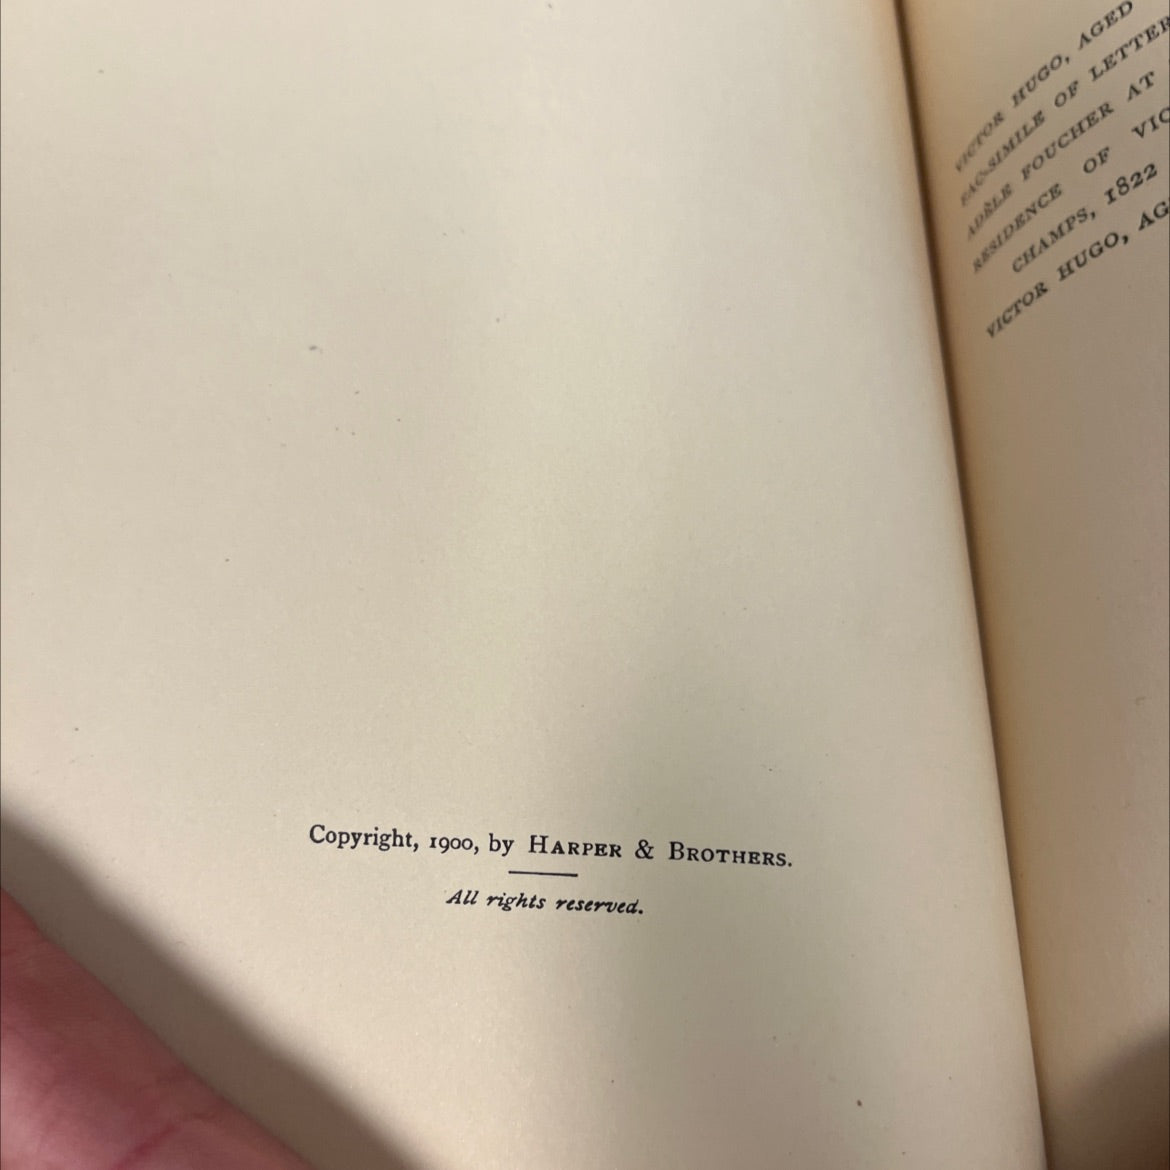 Copyright, 1900, by HARPER & BROTHERS.
All rights reserved.
VICTOR HUGO, AGED
FAC-SIMILE OF LETTER
ADÈLE FOUCHER AT
RESIDENCE OF VIC
CHAMPS, 1822
VICTOR HUGO, AG